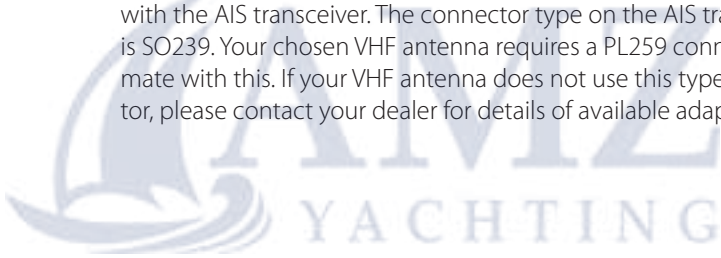 with the AIS transceiver. The connector type on the AIS
is SO239. Your chosen VHF antenna requires a PL259
mate with this. If your VHF antenna does not use this type
tor, please contact your dealer for details of available
AMZ
YACHTING